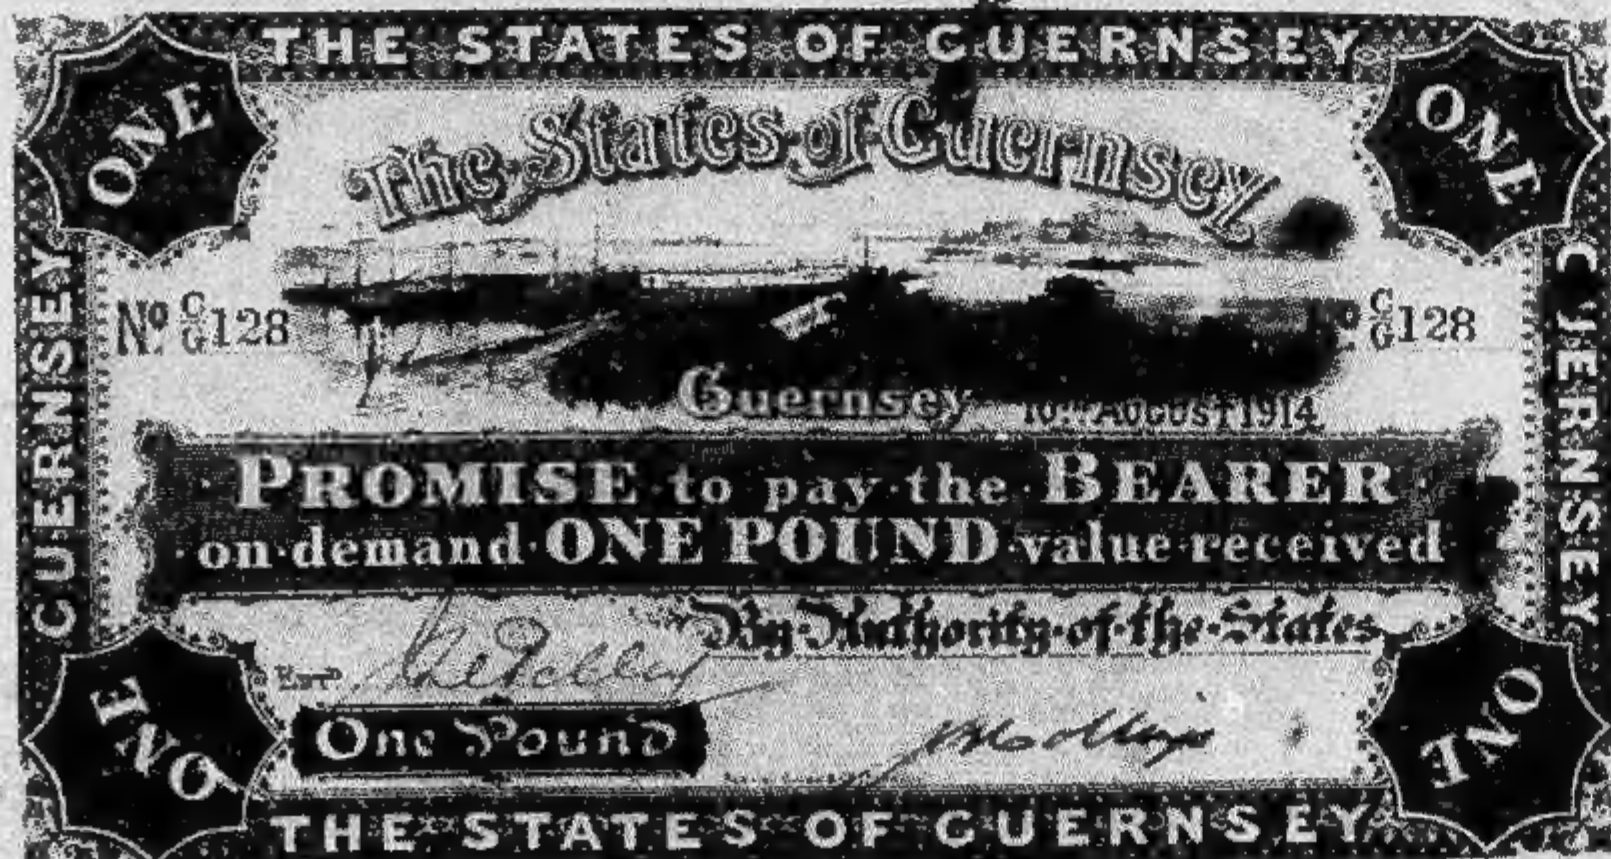 THE STATES OF GUERNSEY
ONE
ONE
The States of Guernsey
GUERNSEY
GUERNSEY
No C/G 128
C/G 128
Guernsey AUGUST 1914
PROMISE to pay the BEARER
on demand ONE POUND value received
By Authority of the States
One Pound
ONE
ONE
THE STATES OF GUERNSEY